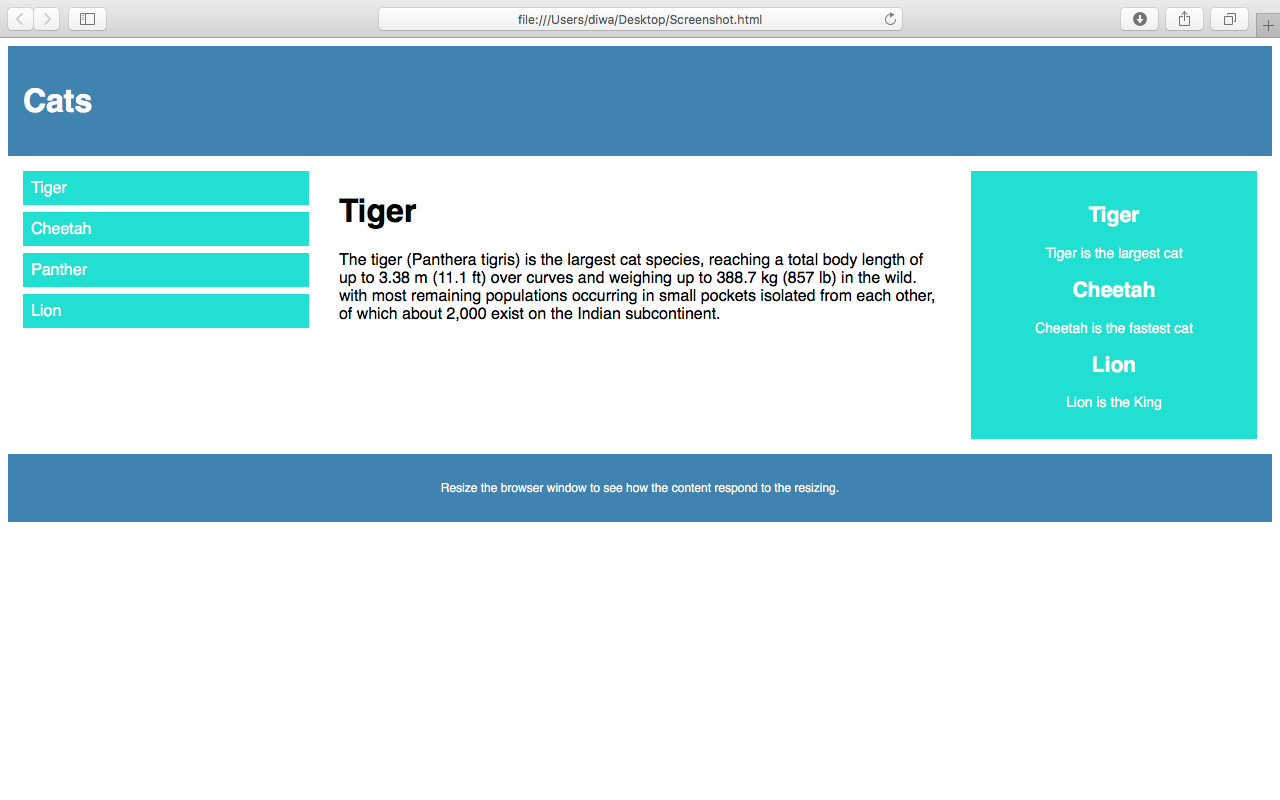 file:///Users/diwa/Desktop/Screenshot.html
Cats
Tiger
Cheetah
Panther
Lion
Tiger
The tiger (Panthera tigris) is the largest cat species, reaching a total body length of
up to 3.38 m (11.1 ft) over curves and weighing up to 388.7 kg (857 lb) in the wild.
with most remaining populations occurring in small pockets isolated from each other,
of which about 2,000 exist on the Indian subcontinent.
Tiger
Tiger is the largest cat
Cheetah
Cheetah is the fastest cat
Lion
Lion is the King
Resize the browser window to see how the content respond to the resizing.